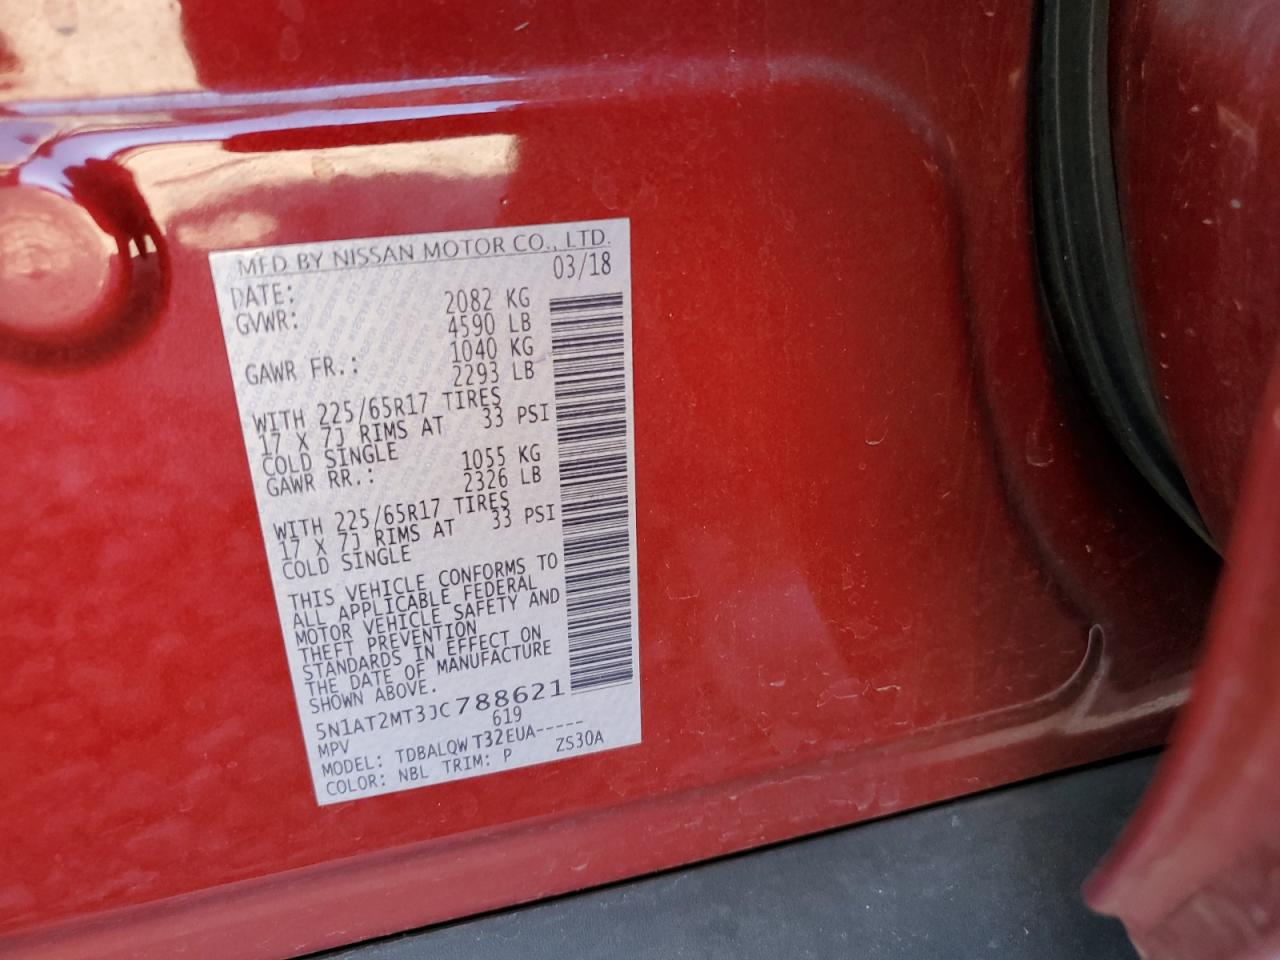 MFD BY NISSAN MOTOR CO., LTD.
DATE: 03/18
GVWR: 2082 KG
4590 LB
GAWR FR.: 1040 KG
2293 LB
WITH 225/65R17 TIRES
17 X 7J RIMS AT 33 PSI
COLD SINGLE
GAWR RR.: 1055 KG
2326 LB
WITH 225/65R17 TIRES
17 X 7J RIMS AT 33 PSI
COLD SINGLE
THIS VEHICLE CONFORMS TO
ALL APPLICABLE FEDERAL
MOTOR VEHICLE SAFETY AND
THEFT PREVENTION
STANDARDS IN EFFECT ON
THE DATE OF MANUFACTURE
SHOWN ABOVE.
5N1AT2MT3JC788621
MPV 619
MODEL: TDBALQW T32EUA-----
COLOR: NBL TRIM: P ZS30A